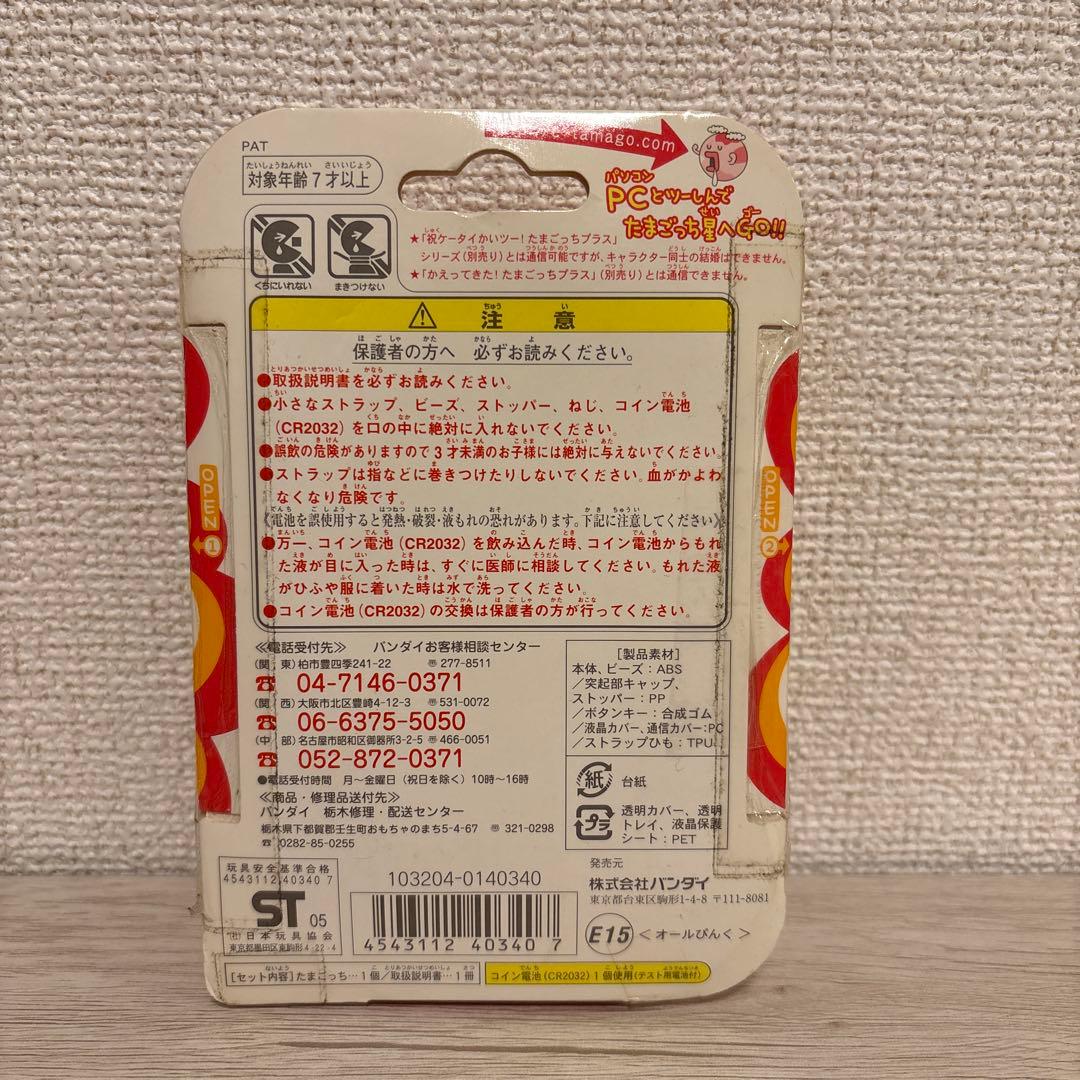 tamago.com
PAT
対象年齢7才以上
パソコン
PCとツーしんで
たまごっち星へGO!!
くちにいれない
まきつけない
★「祝ケータイかいツー!たまごっちプラス」
シリーズ(別売り)とは通信可能ですが、キャラクター同士の結婚はできません。
★「かえってきた!たまごっちプラス」(別売り)とは通信できません。
⚠ 注意
保護者の方へ 必ずお読みください。
●取扱説明書を必ずお読みください。
●小さなストラップ、ビーズ、ストッパー、ねじ、コイン電池
(CR2032)を口の中に絶対に入れないでください。
●誤飲の危険がありますので3才未満のお子様には絶対に与えないでください。
●ストラップは指などに巻きつけたりしないでください。血がかよわ
なくなり危険です。
《電池を誤使用すると発熱・破裂・液もれの恐れがあります。下記に注意してください》
●万一、コイン電池(CR2032)を飲み込んだ時、コイン電池からもれ
た液が目に入った時は、すぐに医師に相談してください。もれた液
がひふや服に着いた時は水で洗ってください。
●コイン電池(CR2032)の交換は保護者の方が行ってください。
OPEN
1
OPEN
2
≪電話受付先≫ バンダイお客様相談センター
(関 東)柏市豊四季241-22 〒277-8511
☎ 04-7146-0371
(関 西)大阪市北区豊崎4-12-3 〒531-0072
☎ 06-6375-5050
(中 部)名古屋市昭和区御器所3-2-5 〒466-0051
☎ 052-872-0371
●電話受付時間 月〜金曜日(祝日を除く)10時〜16時
≪商品・修理品送付先≫
バンダイ 栃木修理・配送センター
栃木県下都賀郡壬生町おもちゃのまち5-4-67 〒321-0298
☎0282-85-0255
[製品素材]
本体、ビーズ:ABS
/突起部キャップ、
ストッパー:PP
/ボタンキー:合成ゴム
/液晶カバー、通信カバー:PC
/ストラップひも:TPU
紙 台紙
プラ 透明カバー、透明
トレイ、液晶保護
シート:PET
玩具安全基準合格
4543112 40340 7
ST 05
(社)日本玩具協会
東京都墨田区東駒形4-22-4
103204-0140340
4543112 40340 7
発売元
株式会社バンダイ
東京都台東区駒形1-4-8 〒111-8081
E15 <オールぴんく>
[セット内容]たまごっち…1個/取扱説明書…1冊
コイン電池(CR2032)1個使用(テスト用電池付)